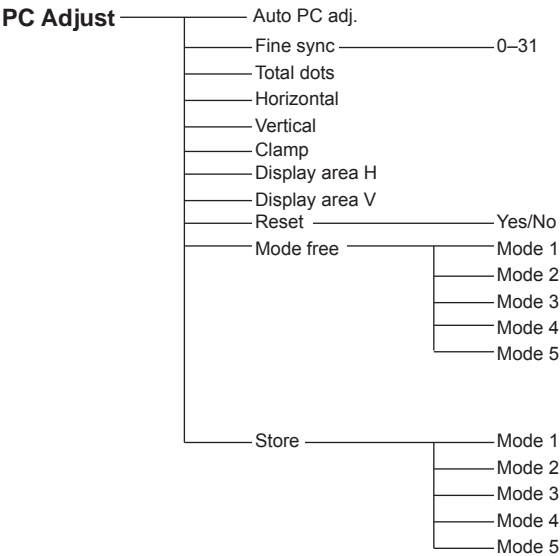 PC Adjust Auto PC adj.
Fine sync 0–31
Total dots
Horizontal
Vertical
Clamp
Display area H
Display area V
Reset Yes/No
Mode free Mode 1
Mode 2
Mode 3
Mode 4
Mode 5
Store Mode 1
Mode 2
Mode 3
Mode 4
Mode 5